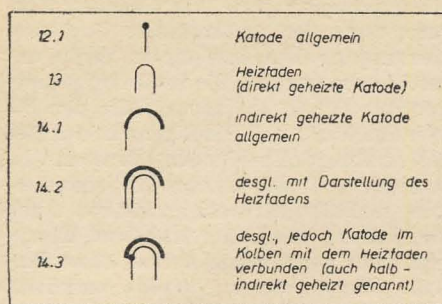 12.1 Katode allgemein
13 Heizfaden
(direkt geheizte Katode)
14.1 indirekt geheizte Katode
allgemein
14.2 desgl. mit Darstellung des
Heizfadens
14.3 desgl., jedoch Katode im
Kolben mit dem Heizfaden
verbunden (auch halb-
indirekt geheizt genannt)